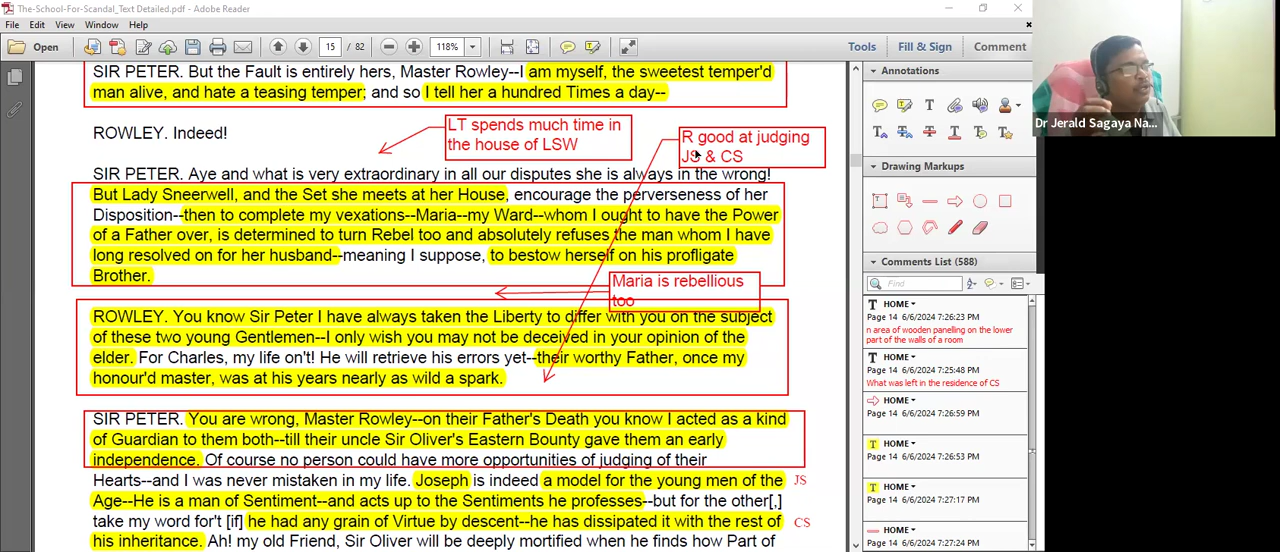 The-School-For-Scandal_Text Detailed.pdf - Adobe Reader
File Edit View Window Help
Open 15 / 82 118% Tools Fill & Sign Comment
SIR PETER. But the Fault is entirely hers, Master Rowley--I am myself, the sweetest temper'd
man alive, and hate a teasing temper; and so I tell her a hundred Times a day--
ROWLEY. Indeed!
LT spends much time in
the house of LSW
R good at judging
JS & CS
SIR PETER. Aye and what is very extraordinary in all our disputes she is always in the wrong!
But Lady Sneerwell, and the Set she meets at her House, encourage the perverseness of her
Disposition--then to complete my vexations--Maria--my Ward--whom I ought to have the Power
of a Father over, is determined to turn Rebel too and absolutely refuses the man whom I have
long resolved on for her husband--meaning I suppose, to bestow herself on his profligate
Brother.
Maria is rebellious
too
ROWLEY. You know Sir Peter I have always taken the Liberty to differ with you on the subject
of these two young Gentlemen--I only wish you may not be deceived in your opinion of the
elder. For Charles, my life on't! He will retrieve his errors yet--their worthy Father, once my
honour'd master, was at his years nearly as wild a spark.
SIR PETER. You are wrong, Master Rowley--on their Father's Death you know I acted as a kind
of Guardian to them both--till their uncle Sir Oliver's Eastern Bounty gave them an early
independence. Of course no person could have more opportunities of judging of their
Hearts--and I was never mistaken in my life. Joseph is indeed a model for the young men of the
JS
Age--He is a man of Sentiment--and acts up to the Sentiments he professes--but for the other[,]
take my word for't [if] he had any grain of Virtue by descent--he has dissipated it with the rest of
CS
his inheritance. Ah! my old Friend, Sir Oliver will be deeply mortified when he finds how Part of
Dr Jerald Sagaya Na...
Annotations
Drawing Markups
Comments List (588)
Find
HOME
Page 14 6/6/2024 7:26:23 PM
n area of wooden panelling on the lower
part of the walls of a room
HOME
Page 14 6/6/2024 7:25:48 PM
What was left in the residence of CS
HOME
Page 14 6/6/2024 7:26:59 PM
HOME
Page 14 6/6/2024 7:26:53 PM
HOME
Page 14 6/6/2024 7:27:17 PM
HOME
Page 14 6/6/2024 7:27:24 PM